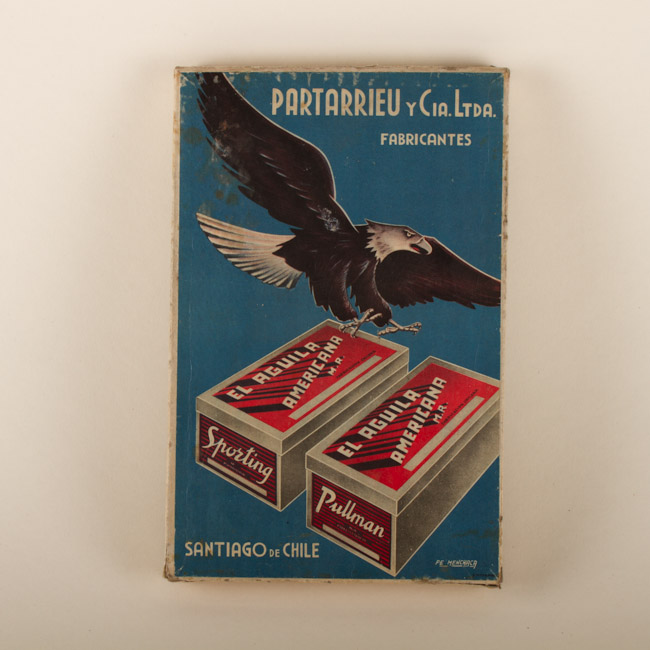 PARTARRIEU Y CIA. LTDA.
FABRICANTES
EL AGUILA
AMERICANA
M.R.
Sporting
EL AGUILA
AMERICANA
M.R.
Pullman
SANTIAGO DE CHILE